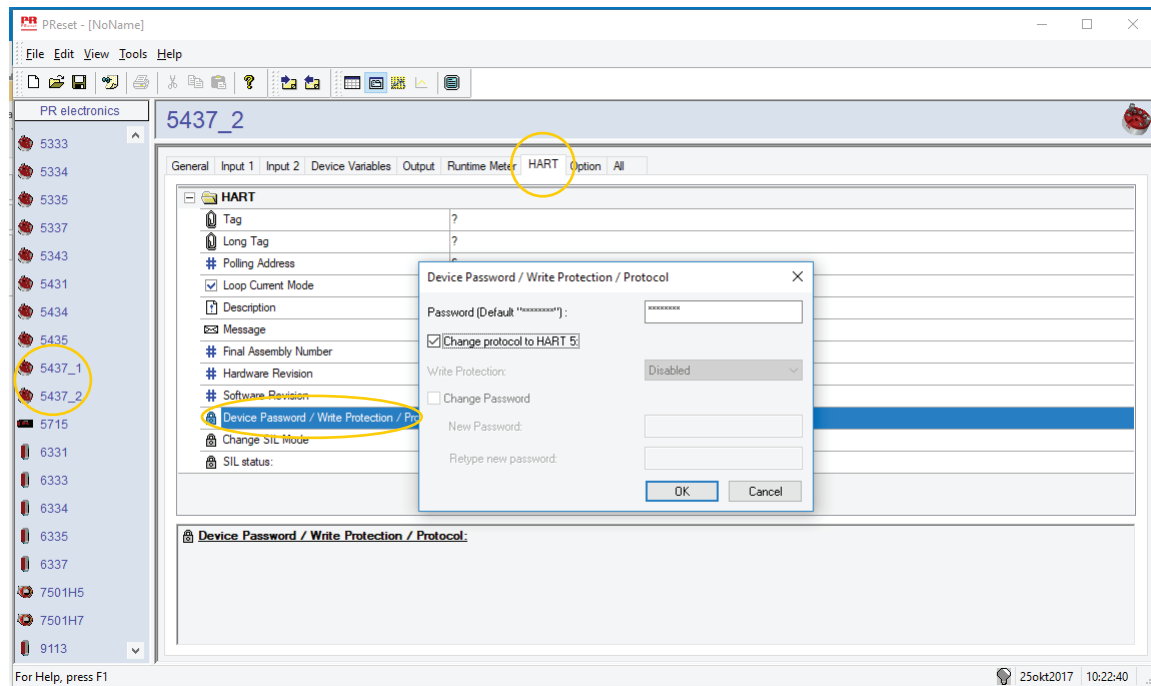 PR PReset - [NoName]
File Edit View Tools Help
PR electronics
5333
5334
5335
5337
5343
5431
5434
5435
5437_1
5437_2
5715
6331
6333
6334
6335
6337
7501H5
7501H7
9113
5437_2
General Input 1 Input 2 Device Variables Output Runtime Meter HART Option All
HART
Tag ?
Long Tag ?
Polling Address
Loop Current Mode
Description
Message
Final Assembly Number
Hardware Revision
Software Revision
Device Password / Write Protection / Pro
Change SIL Mode
SIL status:
Device Password / Write Protection / Protocol
Password (Default "********") : ********
Change protocol to HART 5:
Write Protection: Disabled
Change Password
New Password:
Retype new password:
OK Cancel
Device Password / Write Protection / Protocol:
For Help, press F1 25okt2017 10:22:40